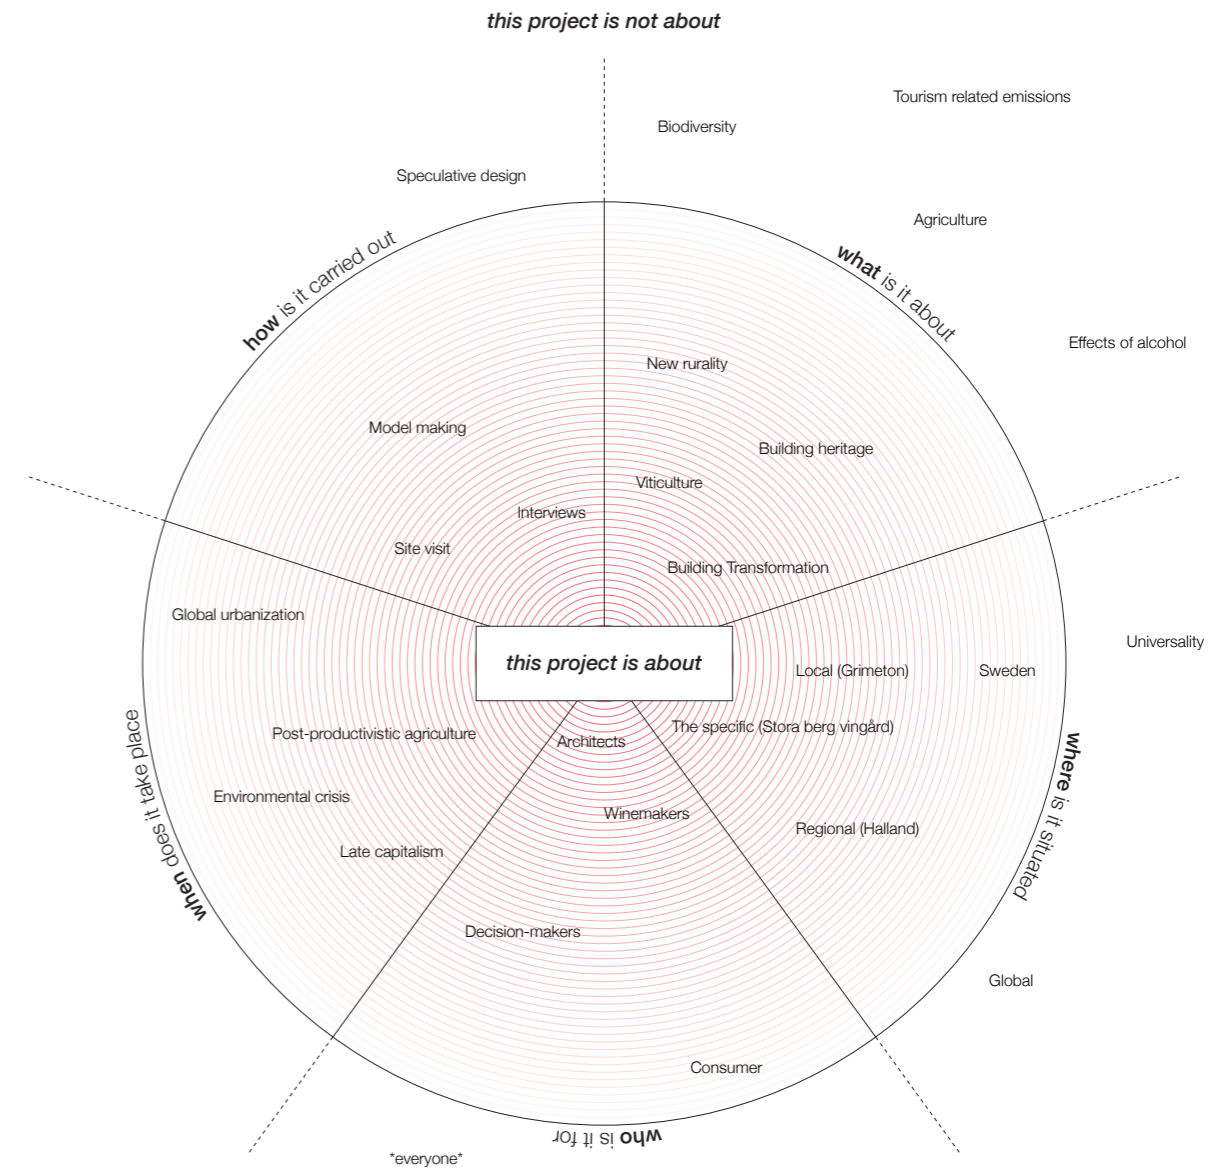 this project is not about
Tourism related emissions
Biodiversity
Speculative design
Agriculture
how is it carried out
what is it about
Effects of alcohol
New rurality
Model making
Building heritage
Viticulture
Interviews
Site visit
Building Transformation
Global urbanization
Universality
this project is about
Local (Grimeton)
Sweden
The specific (Stora berg vingård)
Post-productivistic agriculture
Architects
when does it take place
where is it situated
Environmental crisis
Winemakers
Regional (Halland)
Late capitalism
Decision-makers
Global
Consumer
who is it for
*everyone*